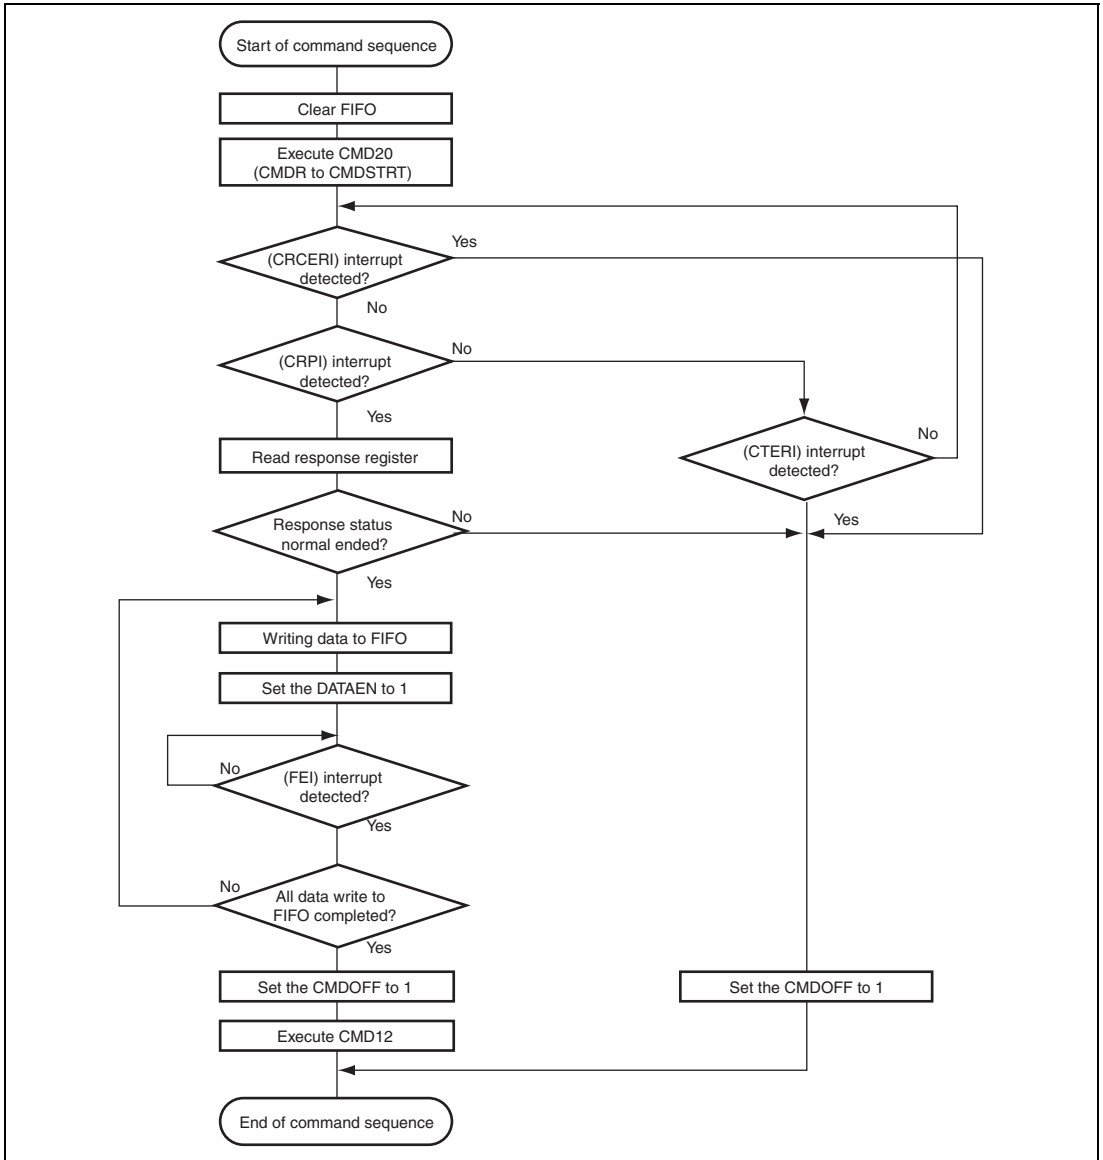 Start of command sequence
Clear FIFO
Execute CMD20
(CMDR to CMDSTRT)
Yes
(CRCERI) interrupt
detected?
No
No
(CRPI) interrupt
detected?
Yes
No
(CTERI) interrupt
detected?
Read response register
No
Response status
normal ended?
Yes
Yes
Writing data to FIFO
Set the DATAEN to 1
No
(FEI) interrupt
detected?
Yes
No
All data write to
FIFO completed?
Yes
Set the CMDOFF to 1
Set the CMDOFF to 1
Execute CMD12
End of command sequence